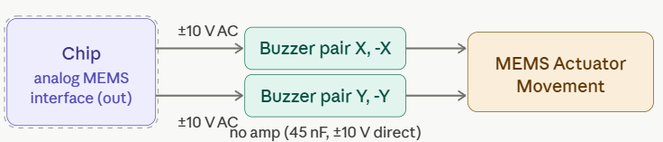 ±10 V AC
Chip
analog MEMS
interface (out)
Buzzer pair X, -X
Buzzer pair Y, -Y
MEMS Actuator
Movement
±10 V AC
no amp (45 nF, ±10 V direct)